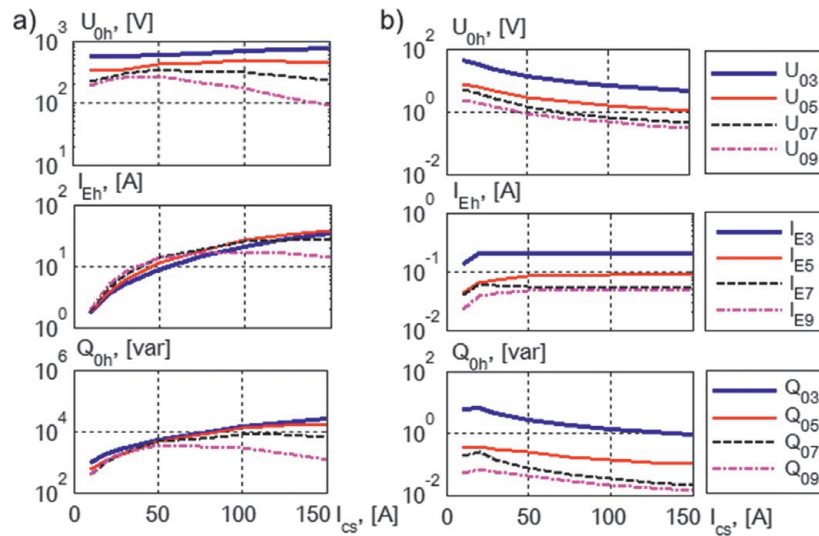 a)
U0h, [V]
10^3
10^2
10^1
IEh, [A]
10^2
10^1
10^0
Q0h, [var]
10^6
10^4
10^2
0 50 100 150 Ics, [A]
b)
U0h, [V]
10^2
10^0
10^-2
U03
U05
U07
U09
IEh, [A]
10^0
10^-1
10^-2
IE3
IE5
IE7
IE9
Q0h, [var]
10^2
10^0
10^-2
0 50 100 150 Ics, [A]
Q03
Q05
Q07
Q09